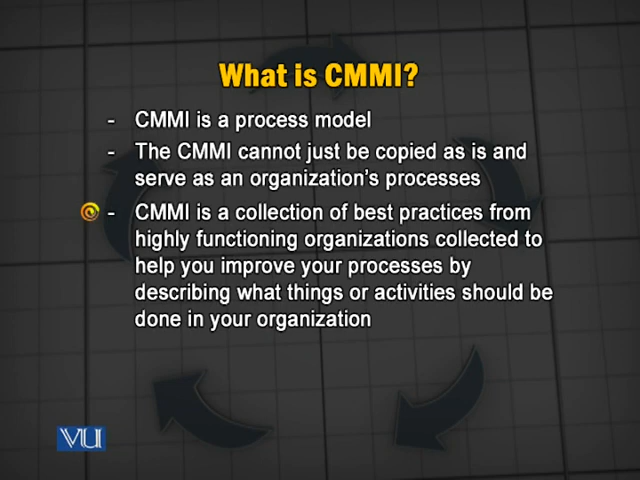 What is CMMI?
- CMMI is a process model
- The CMMI cannot just be copied as is and
serve as an organization's processes
- CMMI is a collection of best practices from
highly functioning organizations collected to
help you improve your processes by
describing what things or activities should be
done in your organization
VU